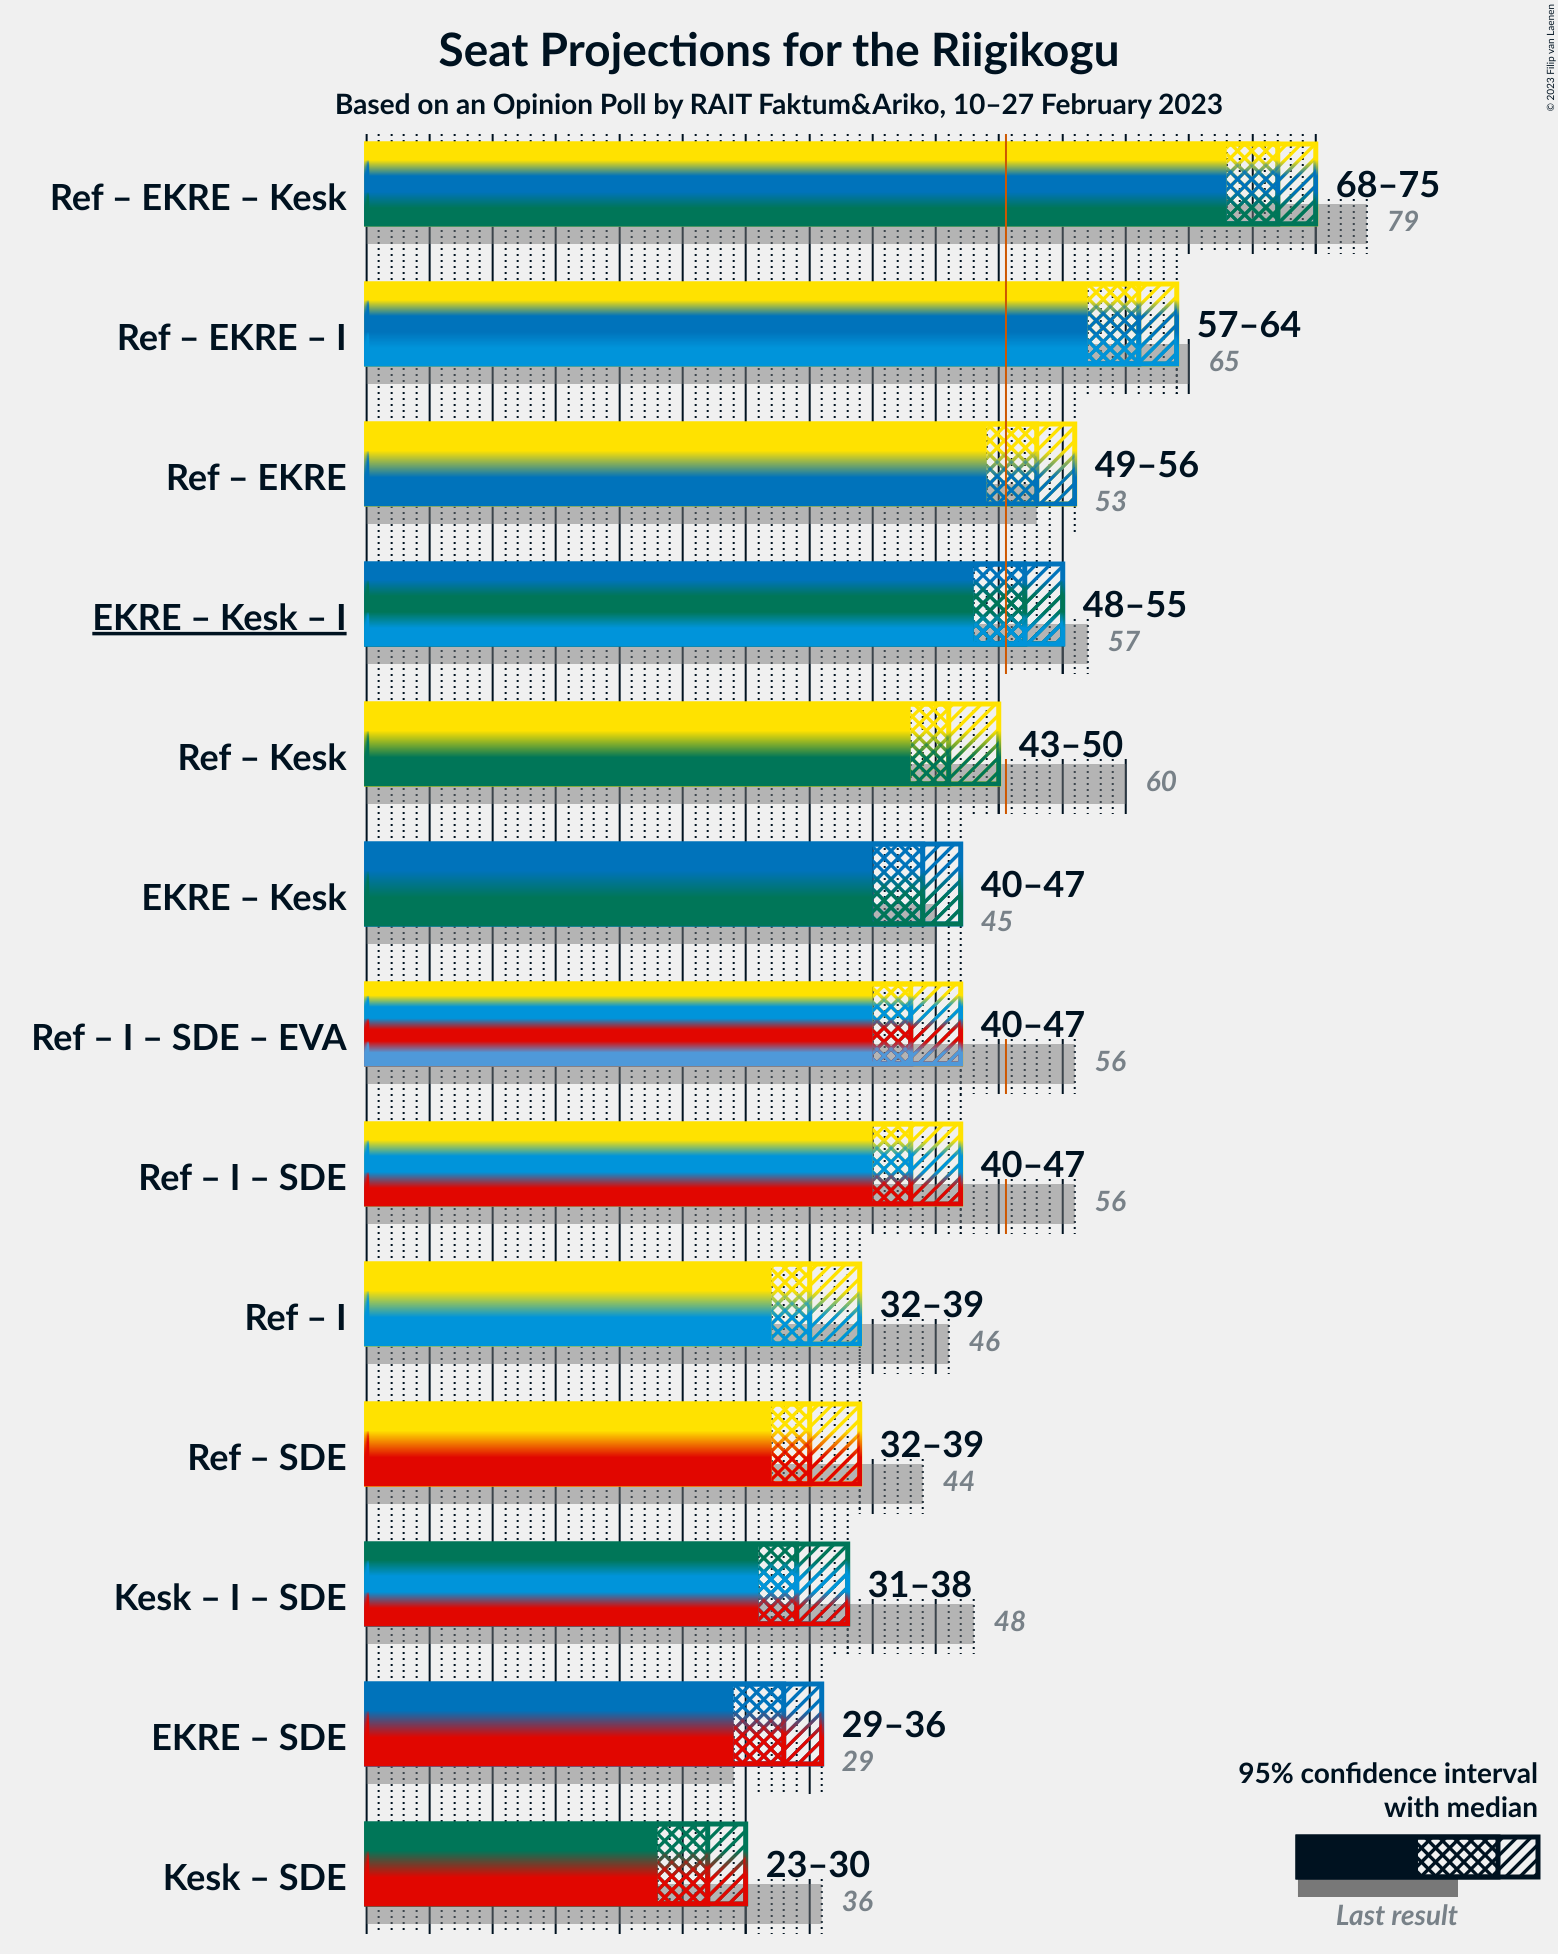 Seat Projections for the Riigikogu
Based on an Opinion Poll by RAIT Faktum&Ariko, 10–27 February 2023
© 2023 Filip van Laenen
Ref – EKRE – Kesk
68–75
79
Ref – EKRE – I
57–64
65
Ref – EKRE
49–56
53
EKRE – Kesk – I
48–55
57
Ref – Kesk
43–50
60
EKRE – Kesk
40–47
45
Ref – I – SDE – EVA
40–47
56
Ref – I – SDE
40–47
56
Ref – I
32–39
46
Ref – SDE
32–39
44
Kesk – I – SDE
31–38
48
EKRE – SDE
29–36
29
Kesk – SDE
23–30
36
95% confidence interval
with median
Last result